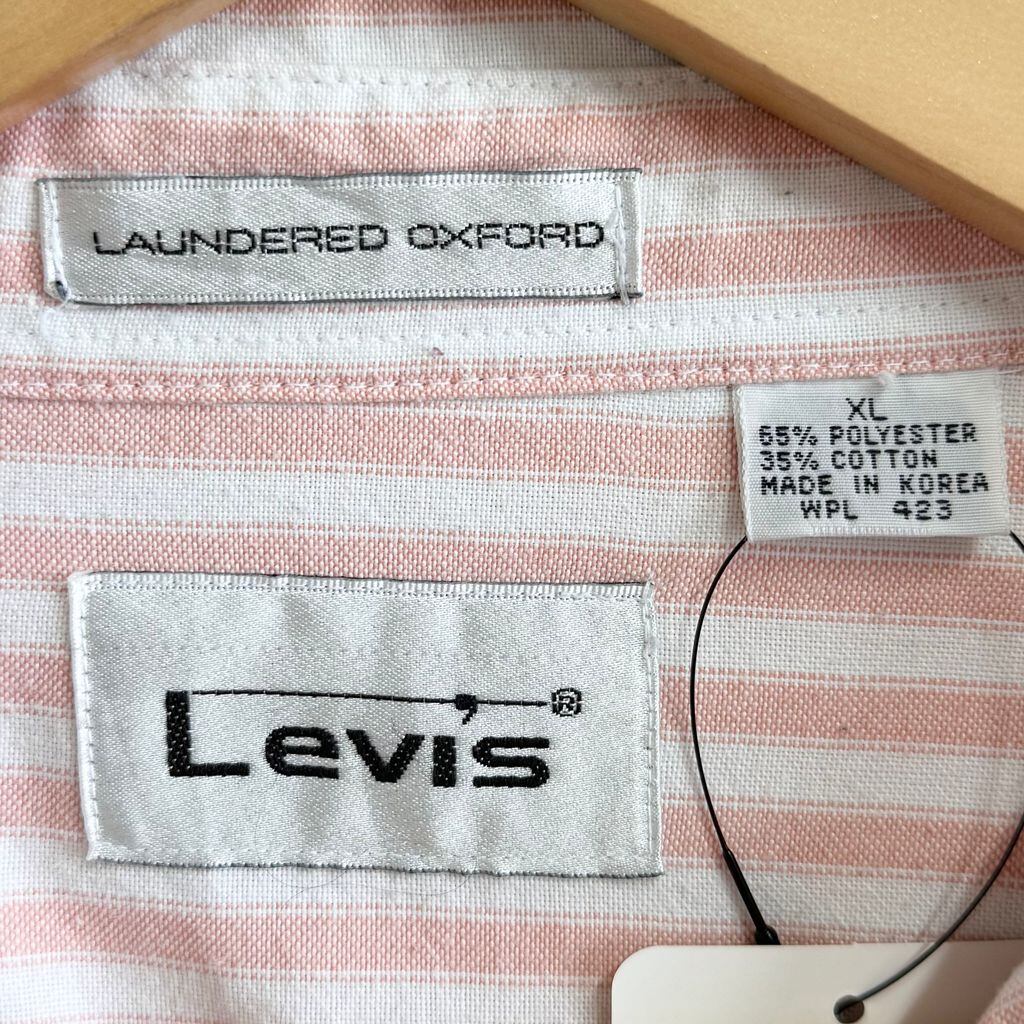 LAUNDERED OXFORD
XL
65% POLYESTER
35% COTTON
MADE IN KOREA
WPL 423
Levi's®